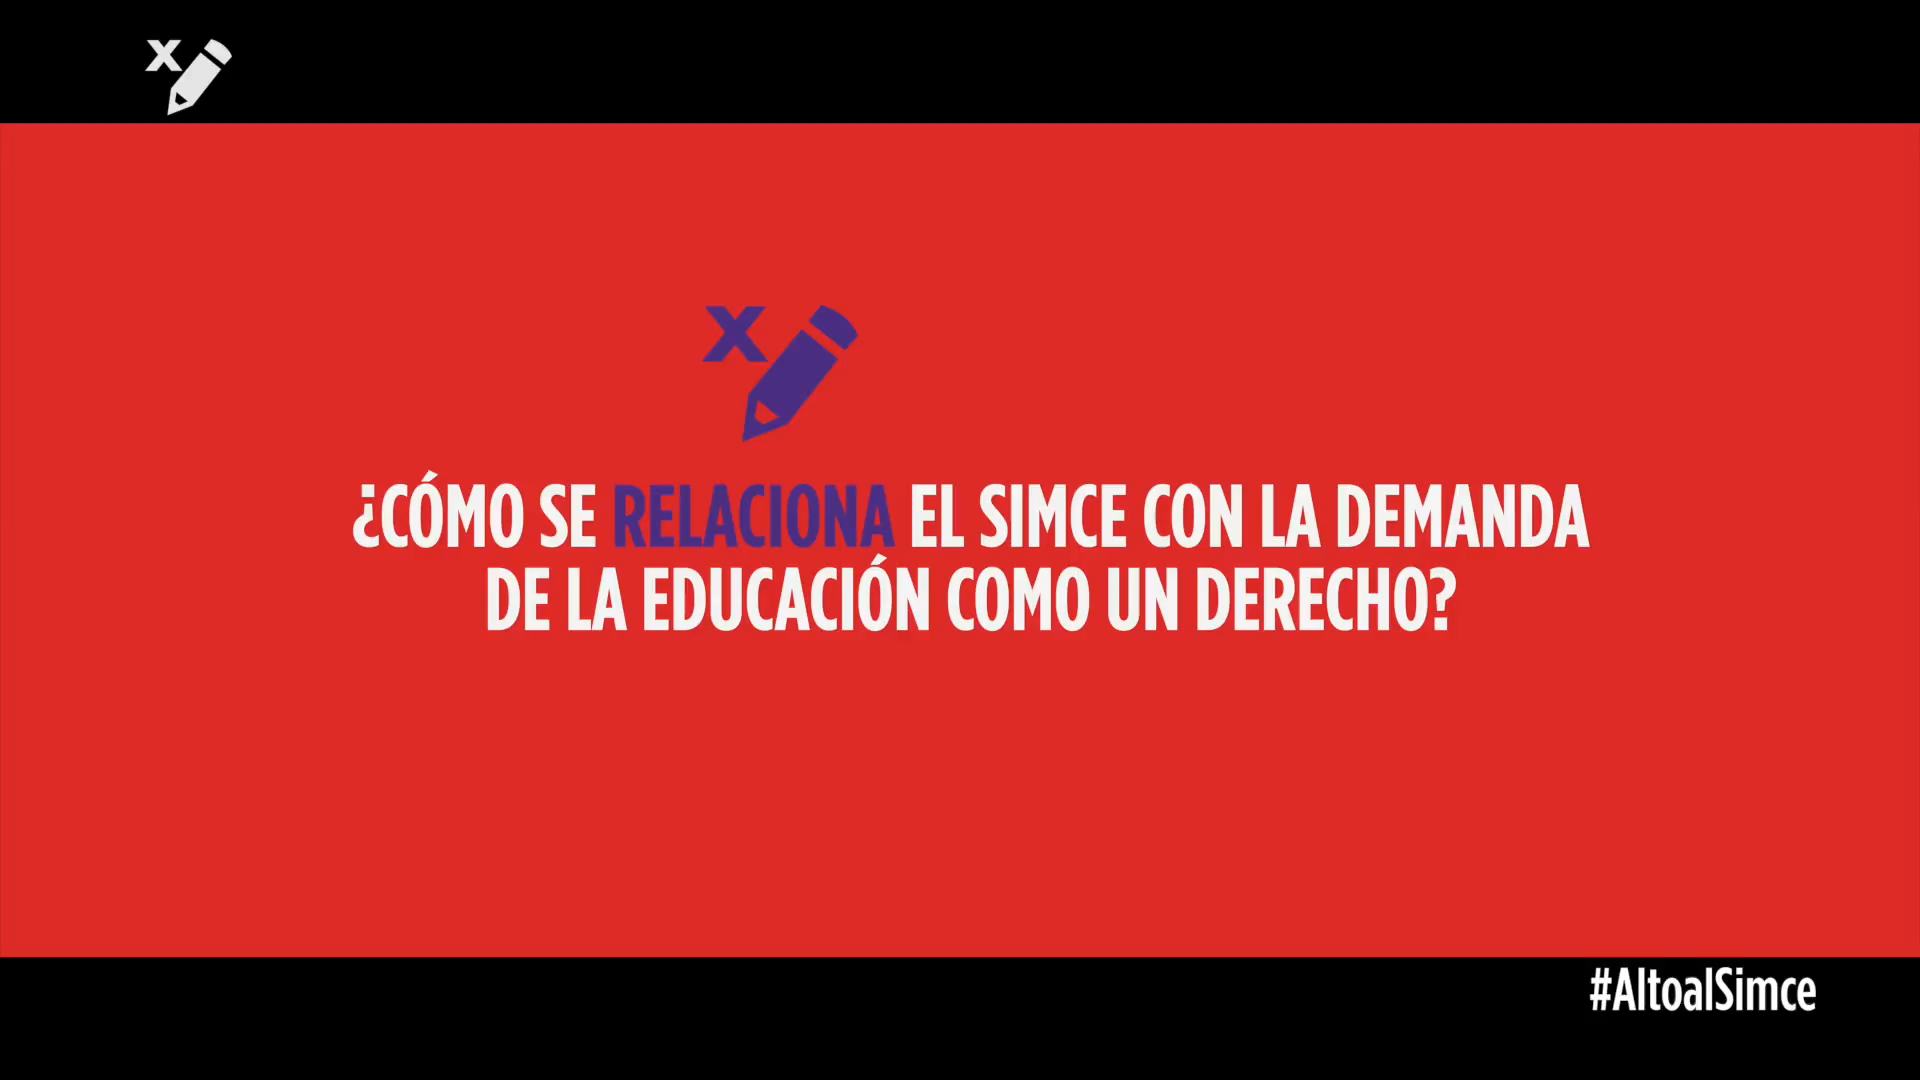 ¿CÓMO SE RELACIONA EL SIMCE CON LA DEMANDA
DE LA EDUCACIÓN COMO UN DERECHO?
#AltoalSimce